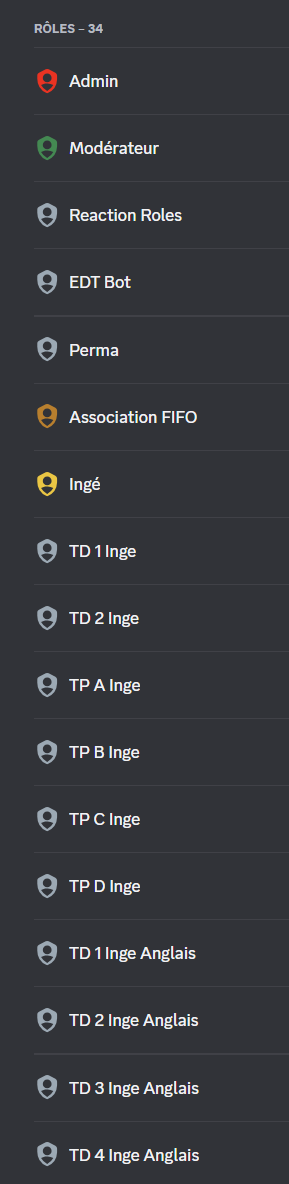 RÔLES – 34
Admin
Modérateur
Reaction Roles
EDT Bot
Perma
Association FIFO
Ingé
TD 1 Inge
TD 2 Inge
TP A Inge
TP B Inge
TP C Inge
TP D Inge
TD 1 Inge Anglais
TD 2 Inge Anglais
TD 3 Inge Anglais
TD 4 Inge Anglais